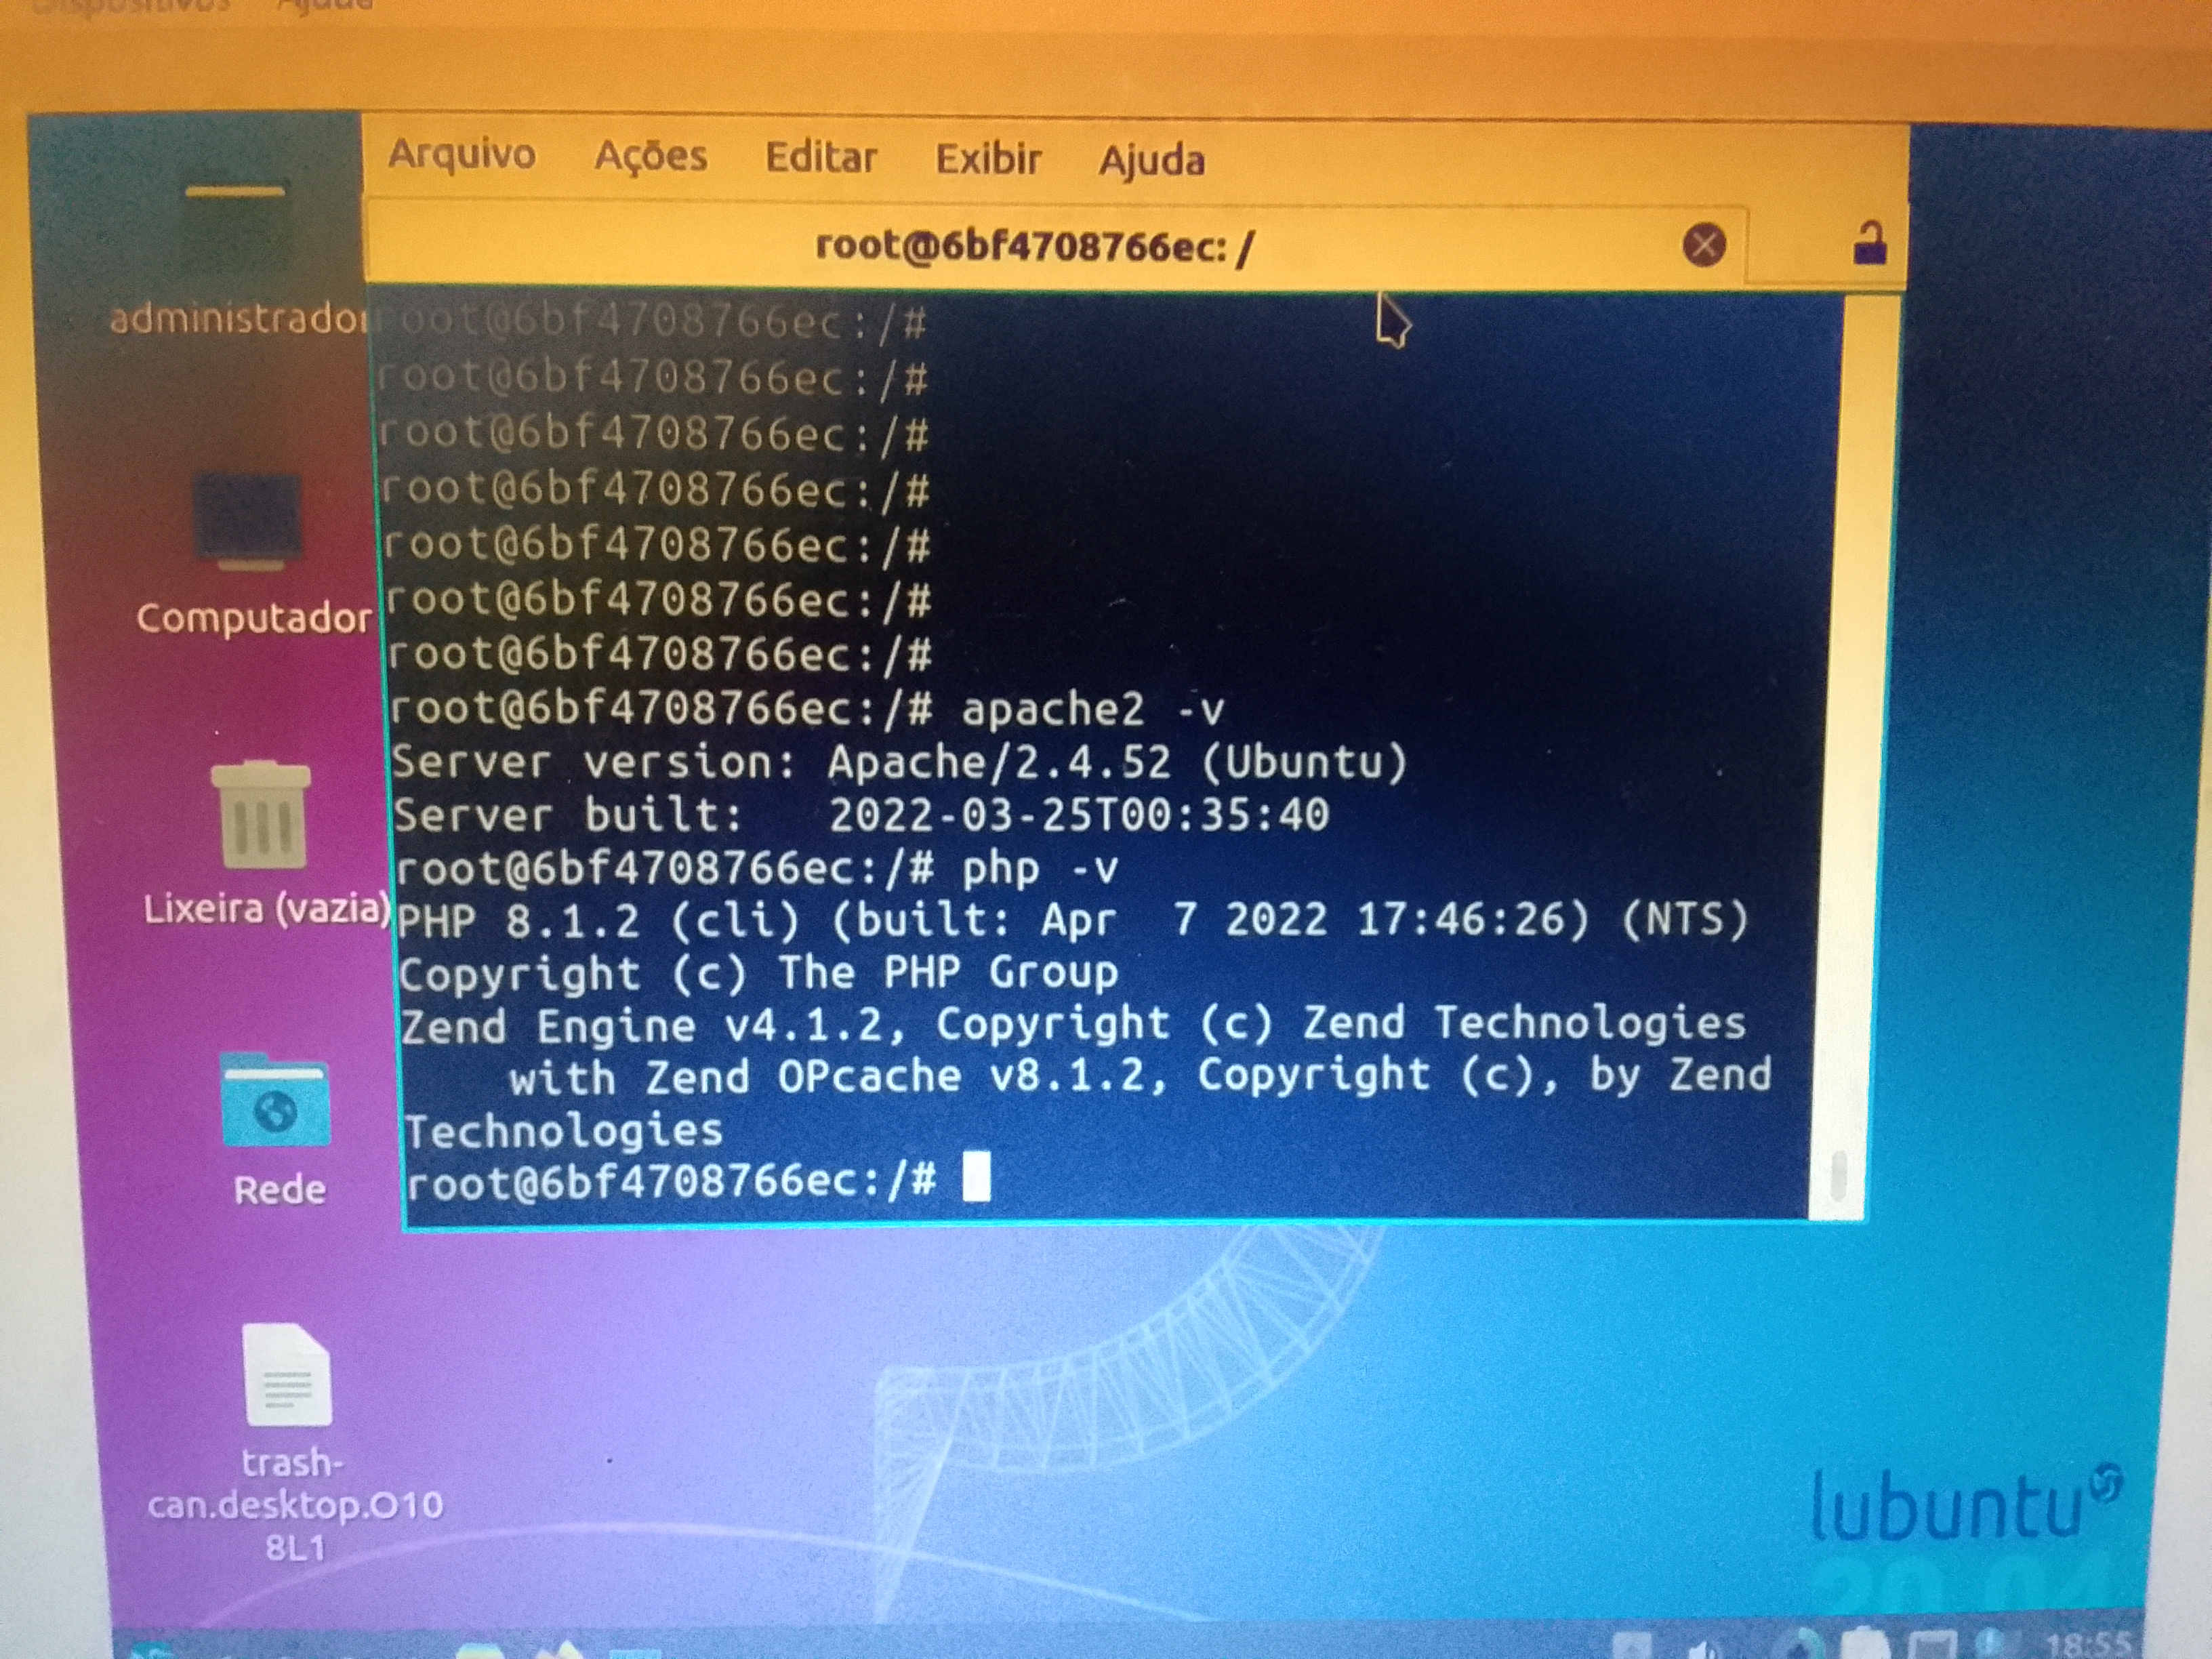 Dispositivos Ajuda
Arquivo Ações Editar Exibir Ajuda
root@6bf4708766ec: /
administrador
root@6bf4708766ec:/#
root@6bf4708766ec:/#
root@6bf4708766ec:/#
root@6bf4708766ec:/#
root@6bf4708766ec:/#
root@6bf4708766ec:/#
root@6bf4708766ec:/#
root@6bf4708766ec:/# apache2 -v
Server version: Apache/2.4.52 (Ubuntu)
Server built:   2022-03-25T00:35:40
root@6bf4708766ec:/# php -v
PHP 8.1.2 (cli) (built: Apr  7 2022 17:46:26) (NTS)
Copyright (c) The PHP Group
Zend Engine v4.1.2, Copyright (c) Zend Technologies
    with Zend OPcache v8.1.2, Copyright (c), by Zend
Technologies
root@6bf4708766ec:/#
Computador
Lixeira (vazia)
Rede
trash-
can.desktop.O10
8L1
lubuntu
20.04
18:55